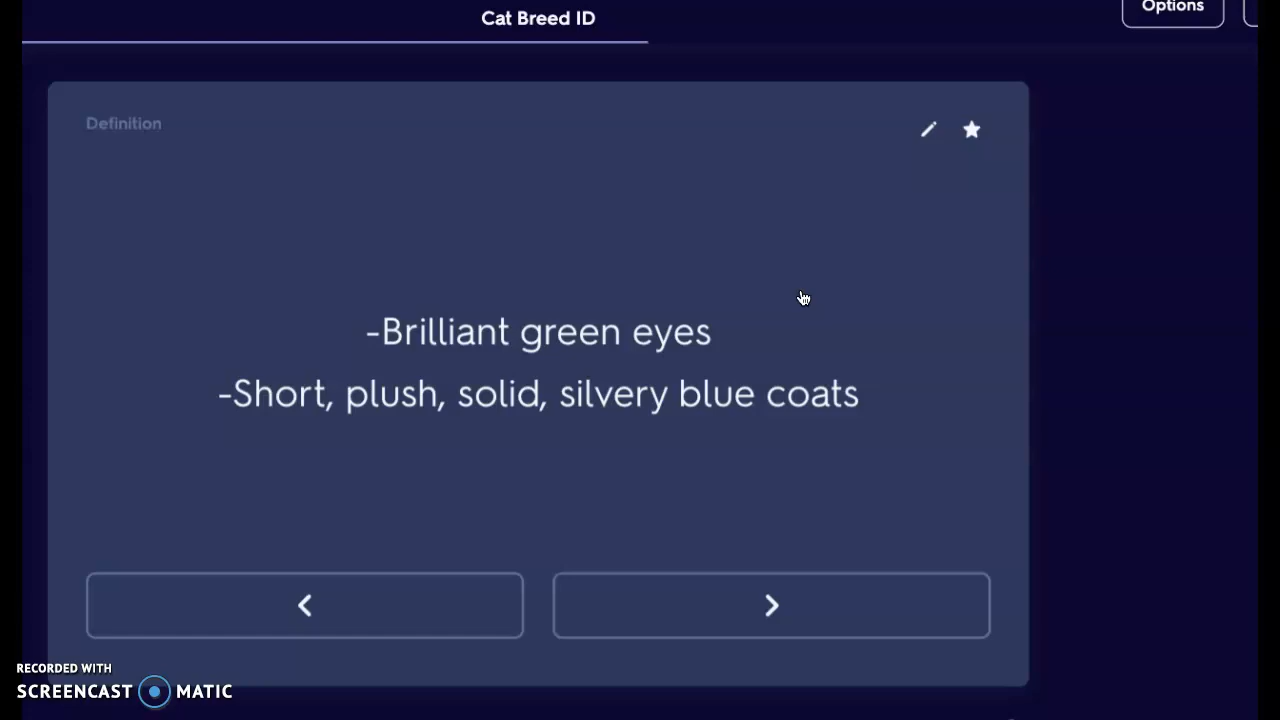 Cat Breed ID
Options
Definition
-Brilliant green eyes
-Short, plush, solid, silvery blue coats
RECORDED WITH
SCREENCAST MATIC